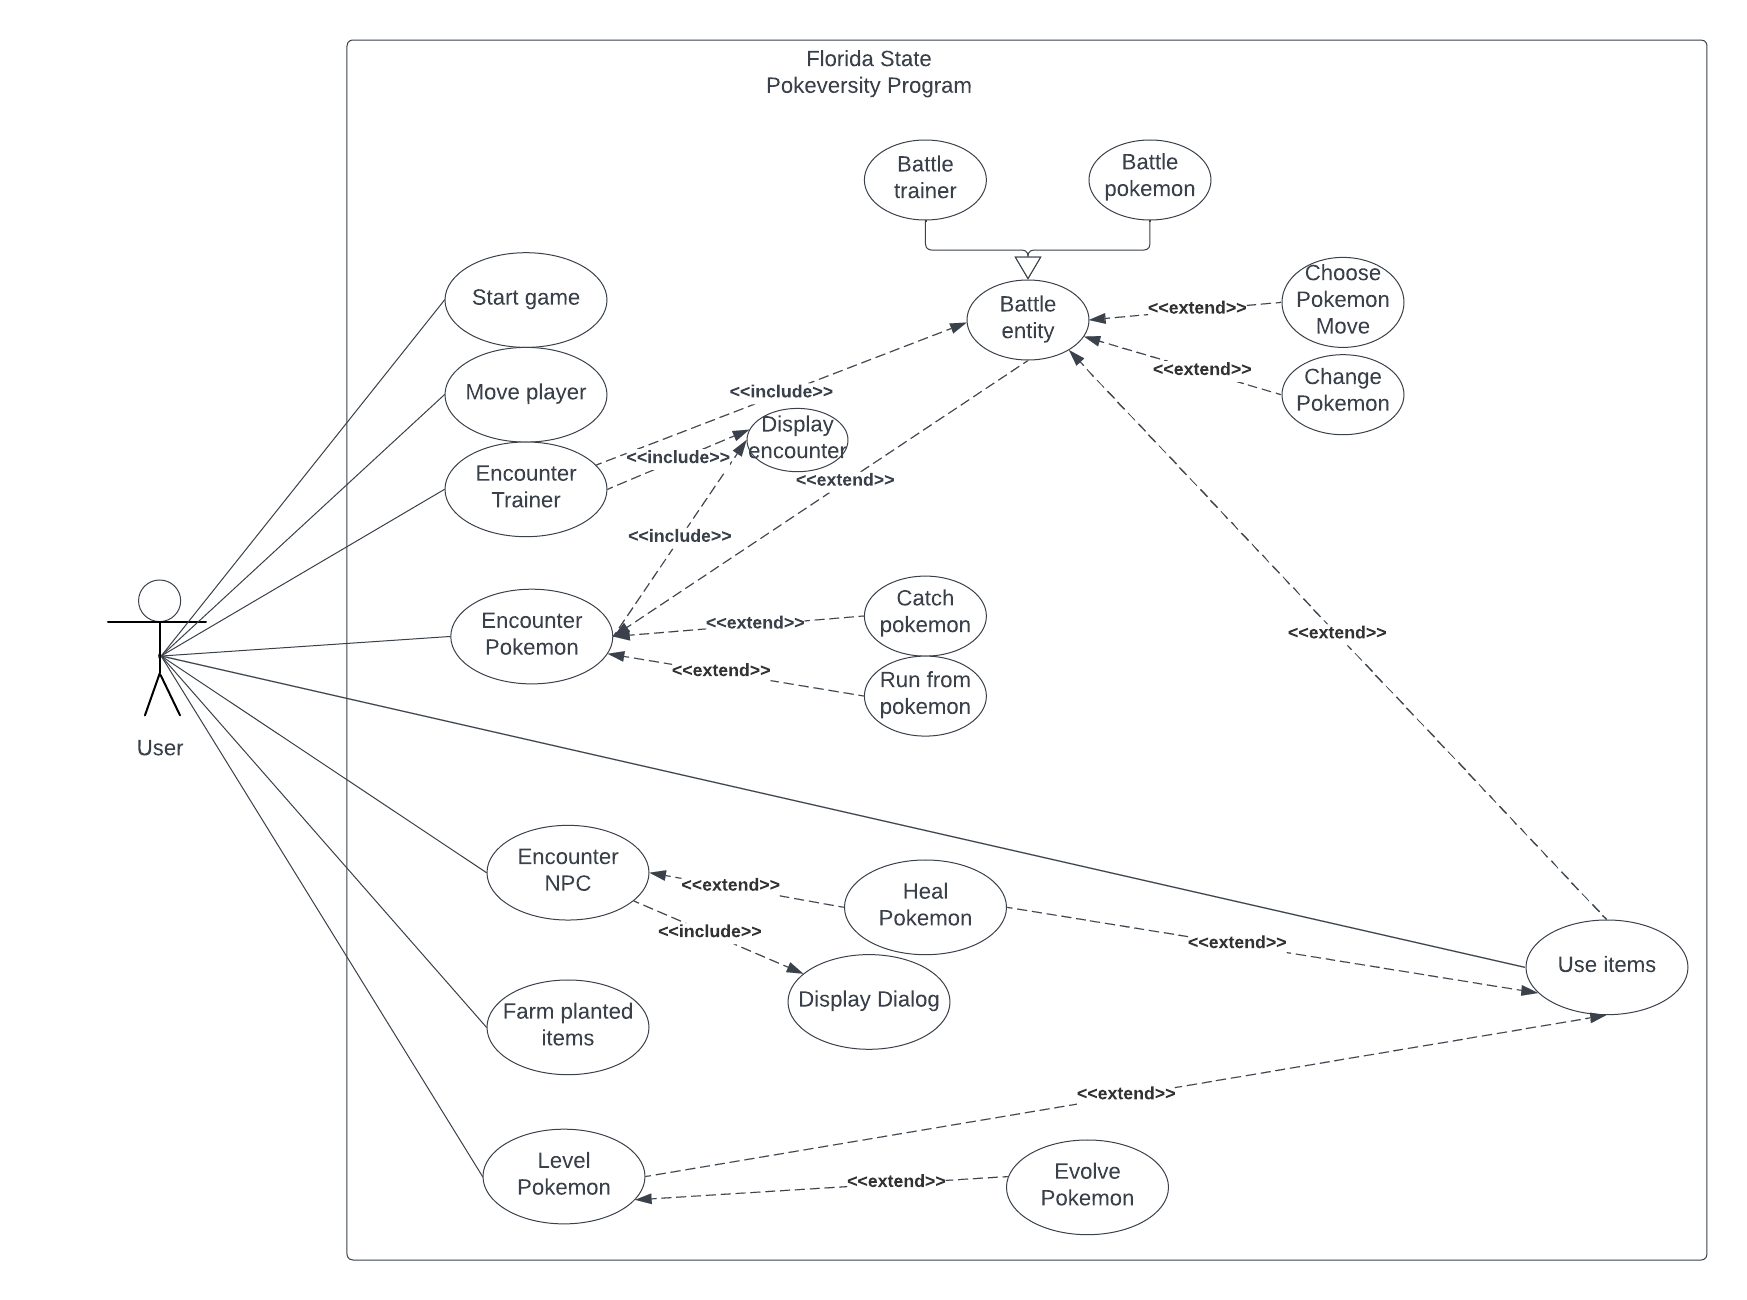 Florida State
Pokeversity Program
Battle
trainer
Battle
pokemon
Start game
Battle
entity
<<extend>>
Choose
Pokemon
Move
Move player
<<include>>
<<extend>>
Change
Pokemon
Encounter
Trainer
<<include>>
Display
encounter
<<extend>>
<<include>>
Encounter
Pokemon
<<extend>>
Catch
pokemon
<<extend>>
Run from
pokemon
<<extend>>
User
Encounter
NPC
<<extend>>
Heal
Pokemon
<<include>>
<<extend>>
Use items
Display Dialog
Farm planted
items
<<extend>>
Level
Pokemon
<<extend>>
Evolve
Pokemon